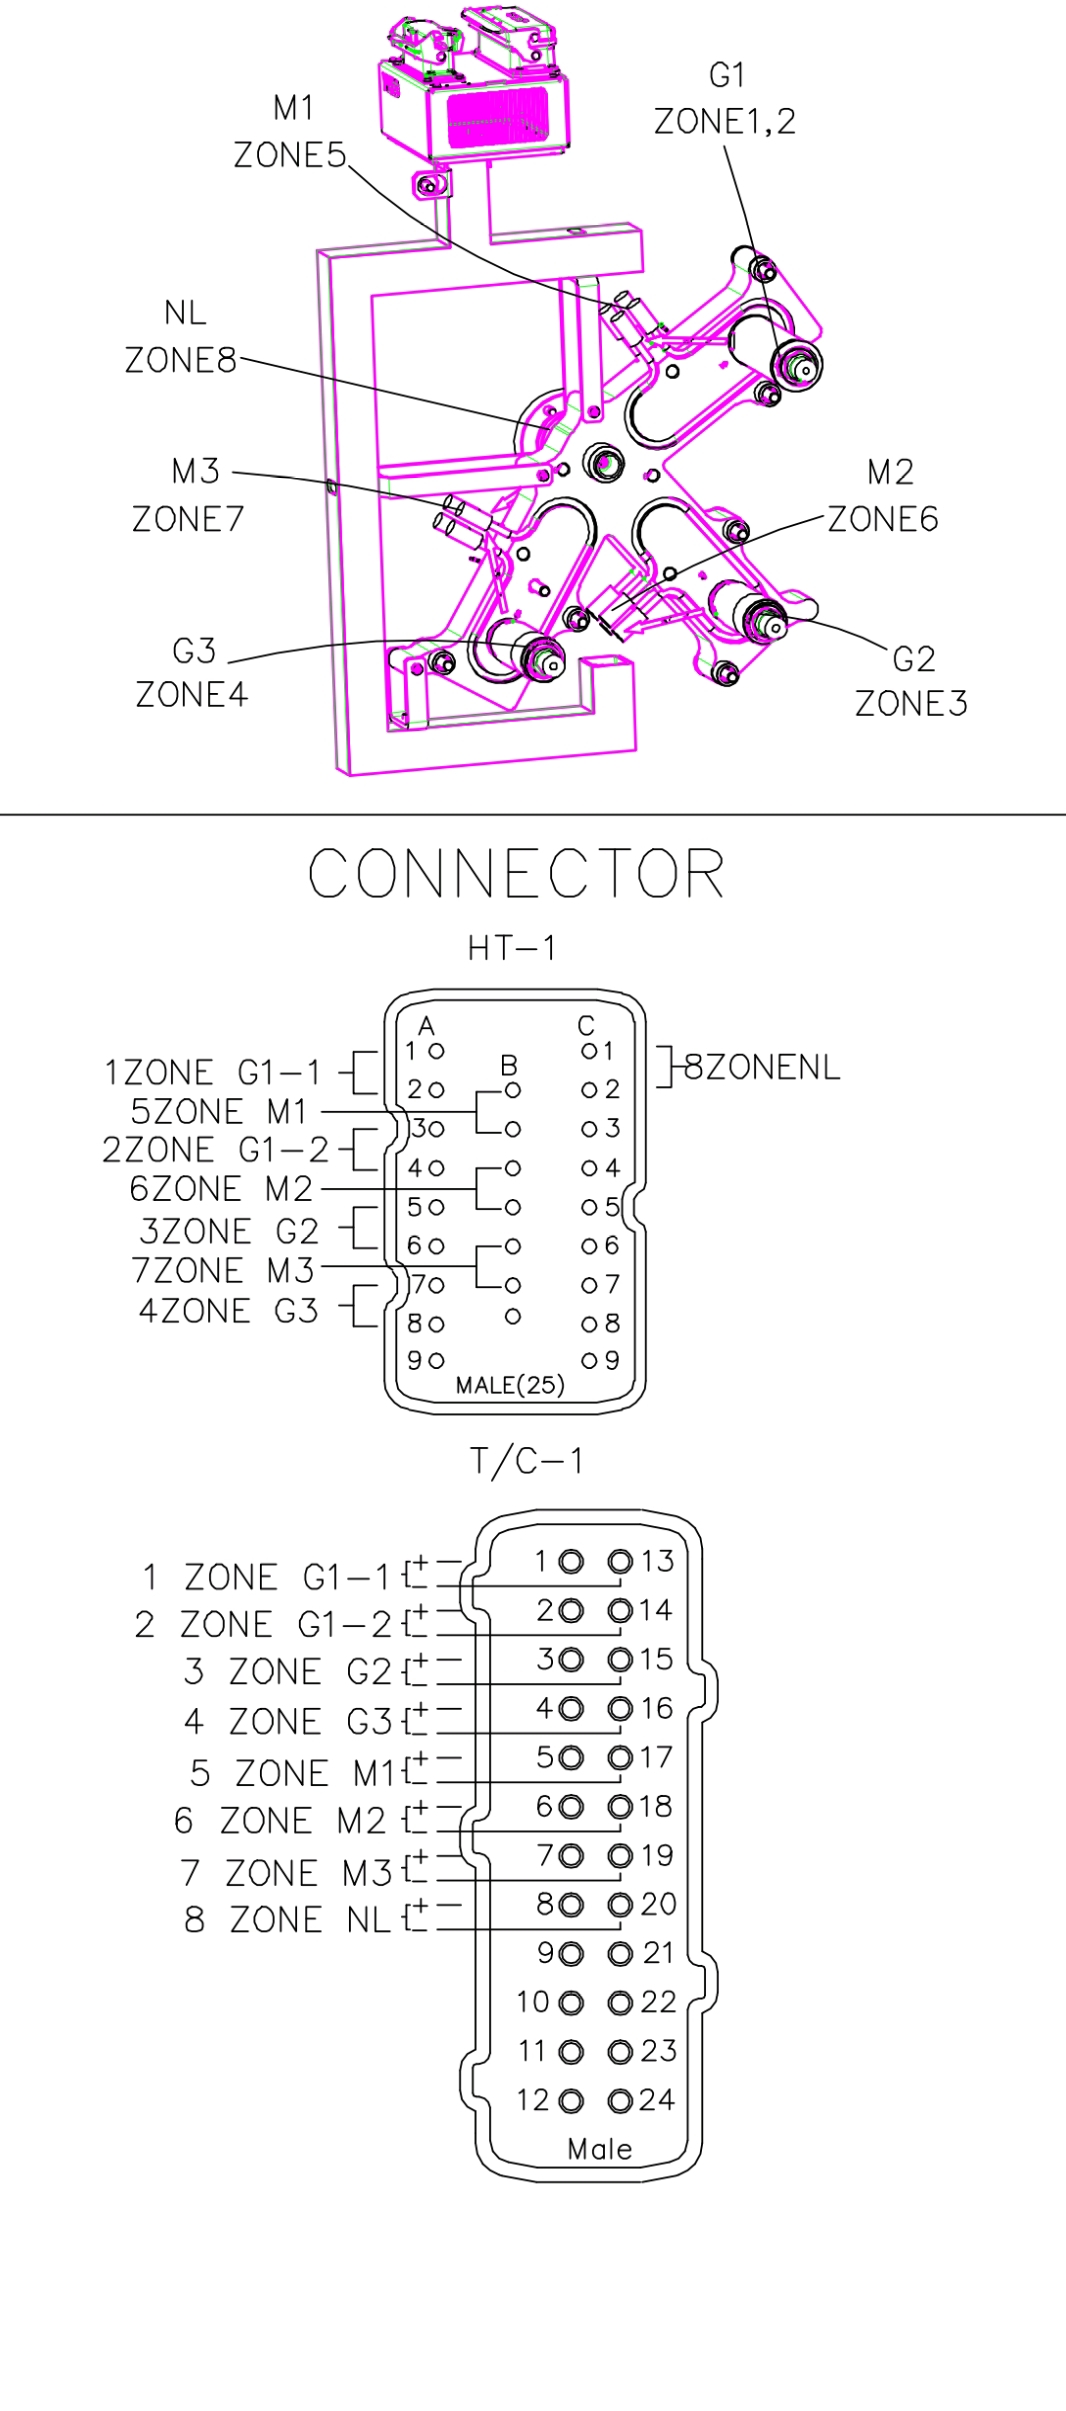 G1
ZONE1,2
M1
ZONE5
NL
ZONE8
M3
ZONE7
M2
ZONE6
G3
ZONE4
G2
ZONE3
CONNECTOR
HT-1
A
B
C
1ZONE G1-1
5ZONE M1
2ZONE G1-2
6ZONE M2
3ZONE G2
7ZONE M3
4ZONE G3
8ZONENL
1 1
2 2
3 3
4 4
5 5
6 6
7 7
8 8
9 9
MALE(25)
T/C-1
1 ZONE G1-1 + - 1 13
2 ZONE G1-2 + - 2 14
3 ZONE G2 + - 3 15
4 ZONE G3 + - 4 16
5 ZONE M1 + - 5 17
6 ZONE M2 + - 6 18
7 ZONE M3 + - 7 19
8 ZONE NL + - 8 20
9 21
10 22
11 23
12 24
Male